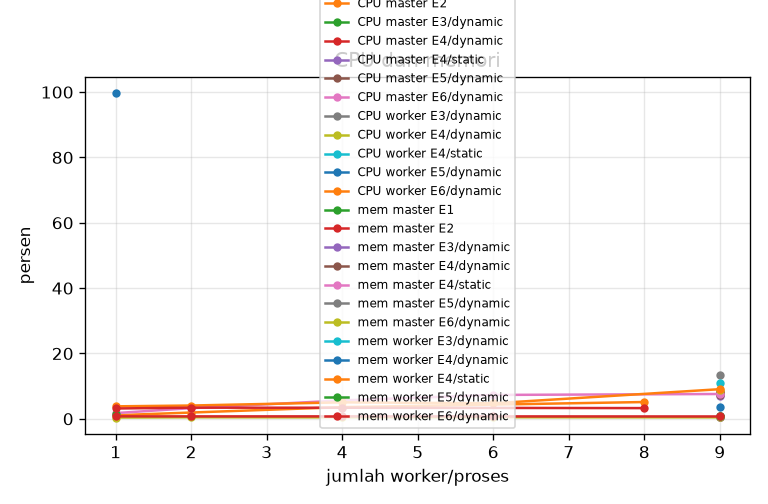 CPU master E2
CPU master E3/dynamic
CPU master E4/dynamic
CPU dan memori
CPU master E4/static
CPU master E5/dynamic
CPU master E6/dynamic
CPU worker E3/dynamic
CPU worker E4/dynamic
CPU worker E4/static
CPU worker E5/dynamic
CPU worker E6/dynamic
mem master E1
mem master E2
mem master E3/dynamic
mem master E4/dynamic
mem master E4/static
mem master E5/dynamic
mem master E6/dynamic
mem worker E3/dynamic
mem worker E4/dynamic
mem worker E4/static
mem worker E5/dynamic
mem worker E6/dynamic
persen
100
80
60
40
20
0
1 2 3 4 5 6 7 8 9
jumlah worker/proses